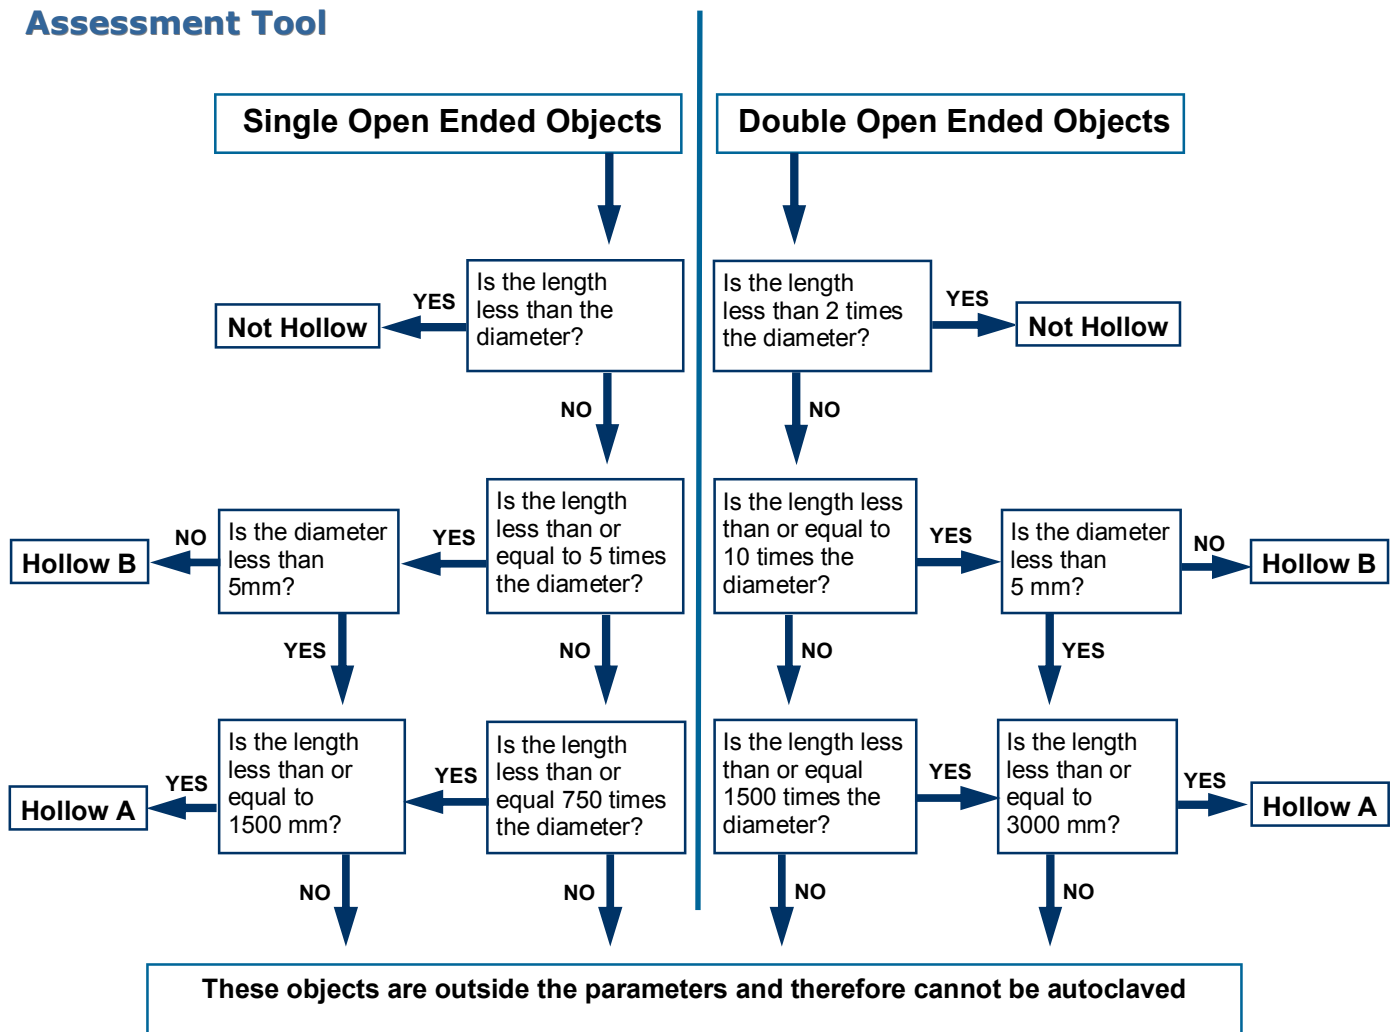 Assessment Tool
Single Open Ended Objects
Double Open Ended Objects
Is the length
less than the
diameter?
YES
Not Hollow
NO
Is the length
less than 2 times
the diameter?
YES
Not Hollow
NO
Is the length
less than or
equal to 5 times
the diameter?
YES
Is the diameter
less than
5mm?
NO
Hollow B
YES
NO
Is the length less
than or equal to
10 times the
diameter?
YES
Is the diameter
less than
5 mm?
NO
Hollow B
NO
YES
Is the length
less than or
equal 750 times
the diameter?
YES
Is the length
less than or
equal to
1500 mm?
YES
Hollow A
NO
NO
Is the length less
than or equal
1500 times the
diameter?
YES
Is the length
less than or
equal to
3000 mm?
YES
Hollow A
NO
NO
These objects are outside the parameters and therefore cannot be autoclaved